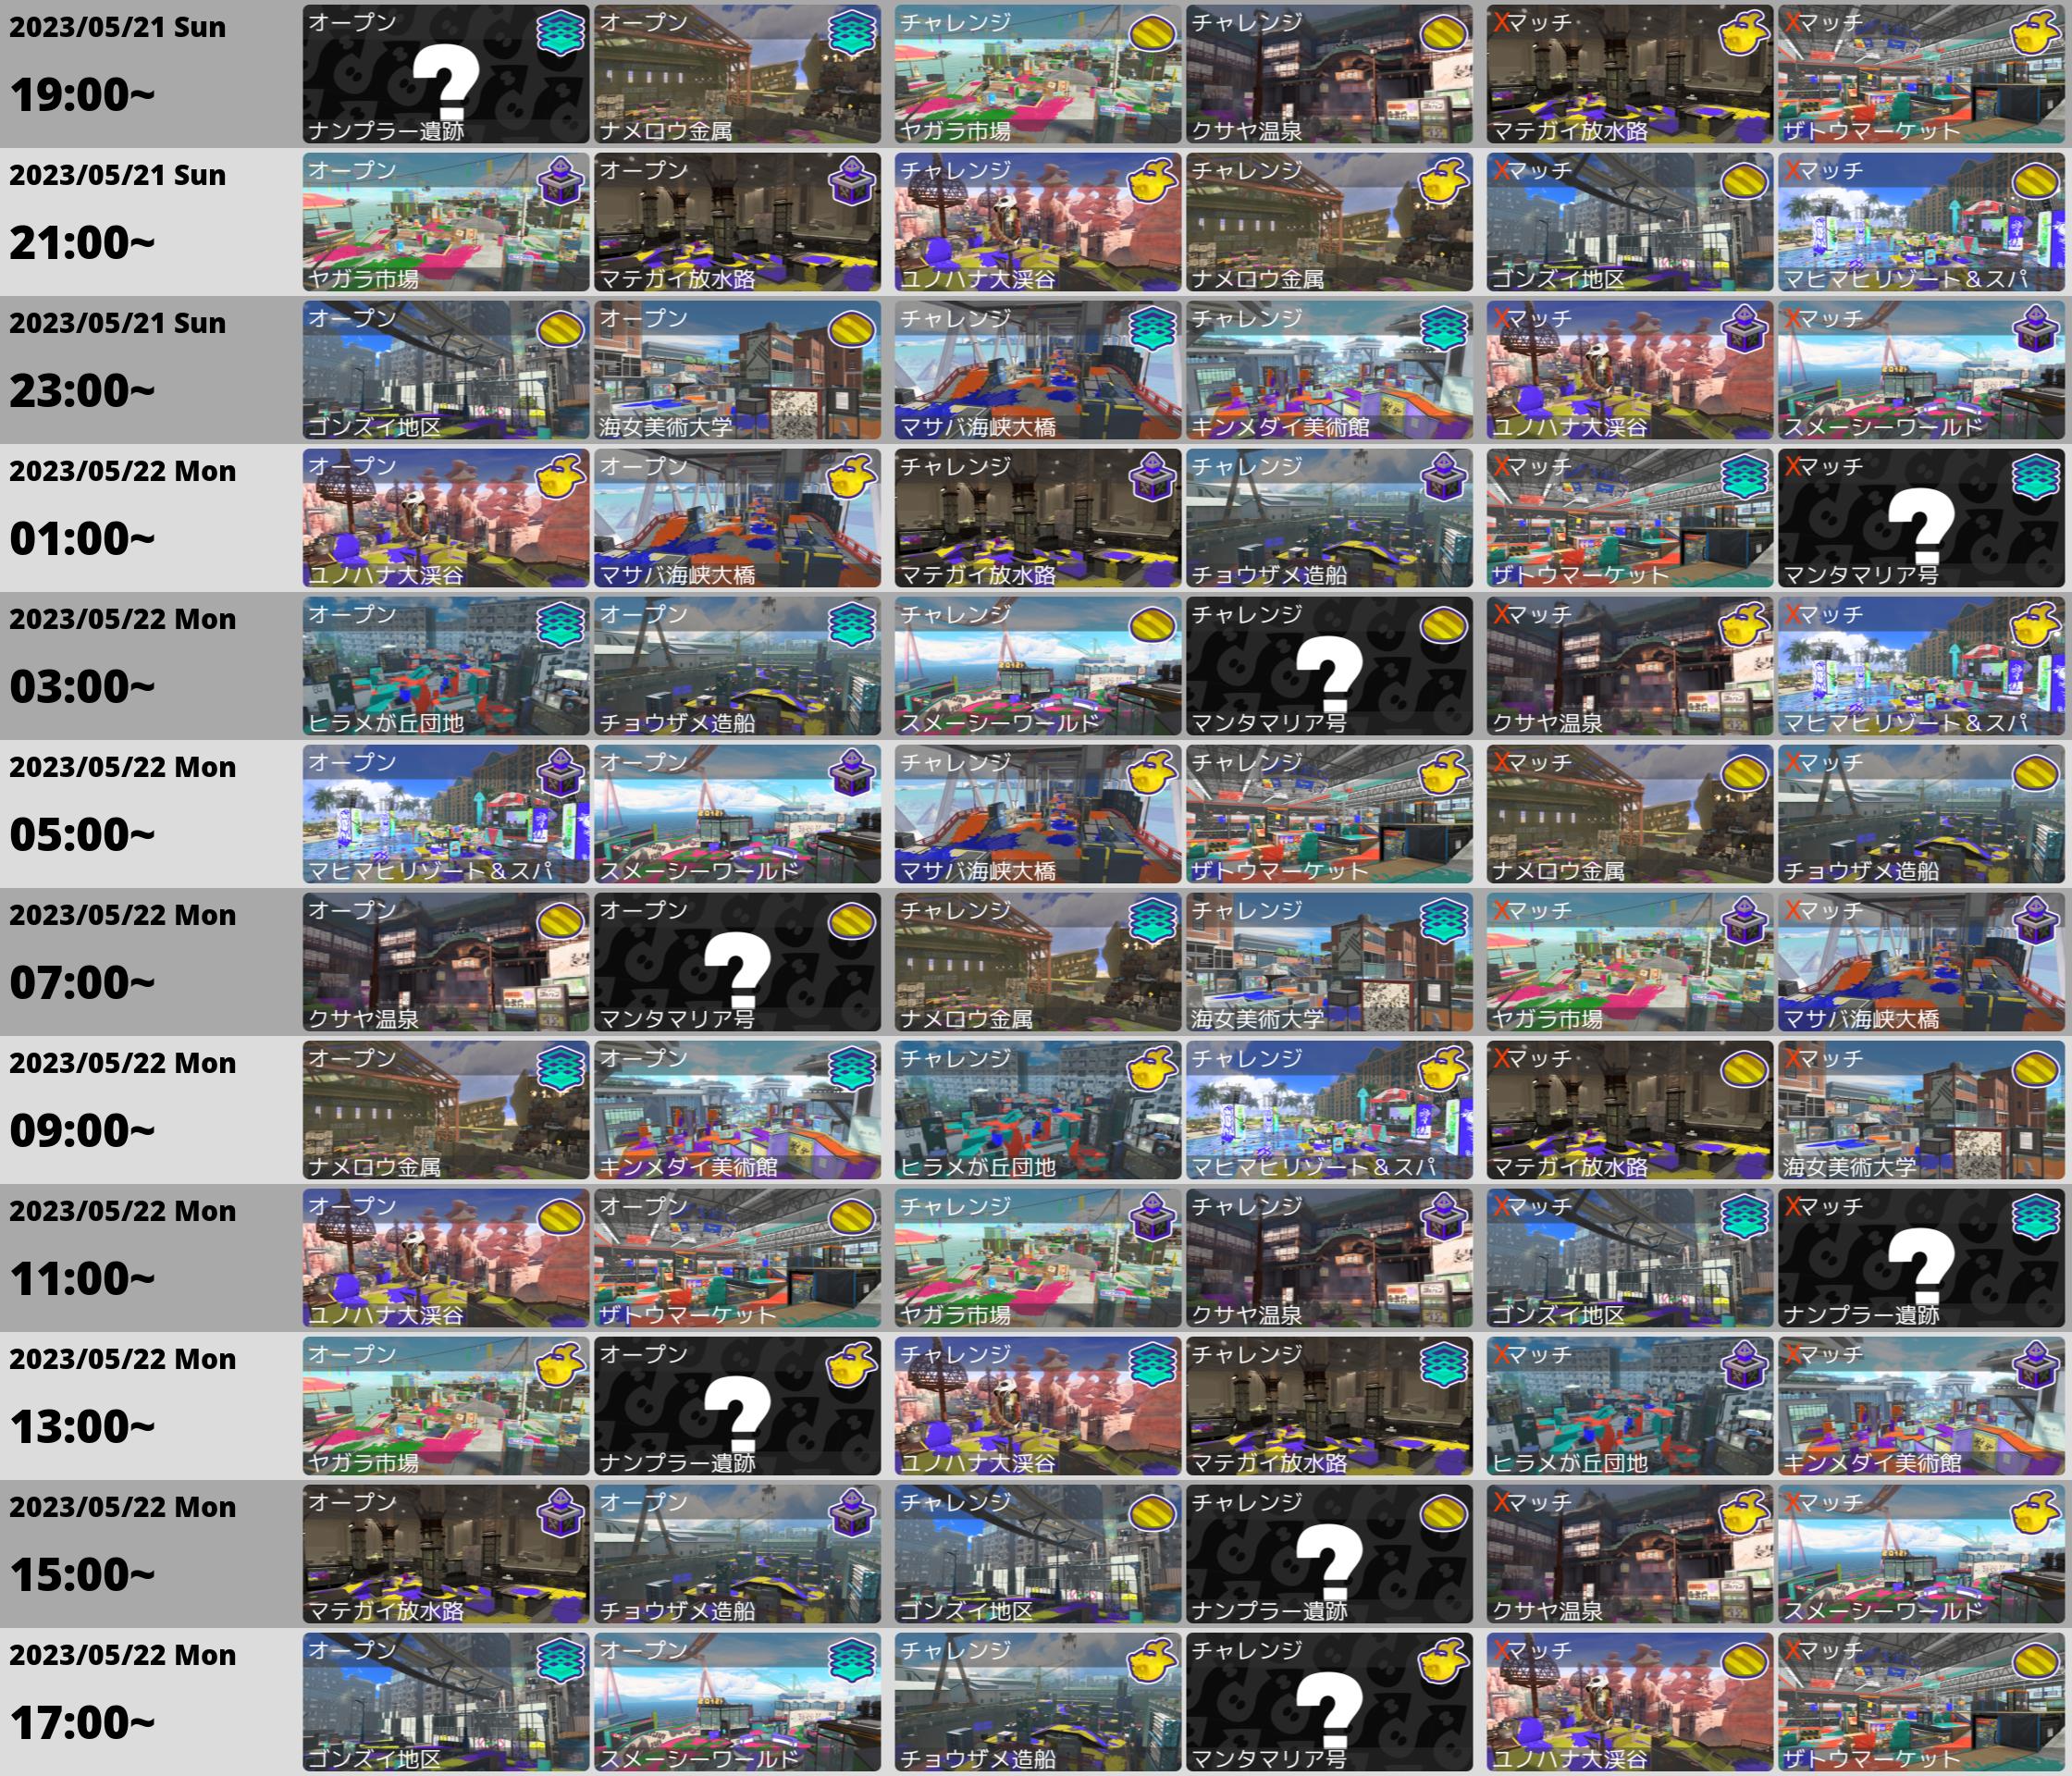 2023/05/21 Sun
19:00~
オープン
ナンプラー遺跡
オープン
ナメロウ金属
チャレンジ
ヤガラ市場
チャレンジ
クサヤ温泉
Xマッチ
マテガイ放水路
Xマッチ
ザトウマーケット
2023/05/21 Sun
21:00~
オープン
ヤガラ市場
オープン
マテガイ放水路
チャレンジ
ユノハナ大渓谷
チャレンジ
ナメロウ金属
Xマッチ
ゴンズイ地区
Xマッチ
マヒマヒリゾート&スパ
2023/05/21 Sun
23:00~
オープン
ゴンズイ地区
オープン
海女美術大学
チャレンジ
マサバ海峡大橋
チャレンジ
キンメダイ美術館
Xマッチ
ユノハナ大渓谷
Xマッチ
スメーシーワールド
2023/05/22 Mon
01:00~
オープン
ユノハナ大渓谷
オープン
マサバ海峡大橋
チャレンジ
マテガイ放水路
チャレンジ
チョウザメ造船
Xマッチ
ザトウマーケット
Xマッチ
マンタマリア号
2023/05/22 Mon
03:00~
オープン
ヒラメが丘団地
オープン
チョウザメ造船
チャレンジ
スメーシーワールド
チャレンジ
マンタマリア号
Xマッチ
クサヤ温泉
Xマッチ
マヒマヒリゾート&スパ
2023/05/22 Mon
05:00~
オープン
マヒマヒリゾート&スパ
オープン
スメーシーワールド
チャレンジ
マサバ海峡大橋
チャレンジ
ザトウマーケット
Xマッチ
ナメロウ金属
Xマッチ
チョウザメ造船
2023/05/22 Mon
07:00~
オープン
クサヤ温泉
オープン
マンタマリア号
チャレンジ
ナメロウ金属
チャレンジ
海女美術大学
Xマッチ
ヤガラ市場
Xマッチ
マサバ海峡大橋
2023/05/22 Mon
09:00~
オープン
ナメロウ金属
オープン
キンメダイ美術館
チャレンジ
ヒラメが丘団地
チャレンジ
マヒマヒリゾート&スパ
Xマッチ
マテガイ放水路
Xマッチ
海女美術大学
2023/05/22 Mon
11:00~
オープン
ユノハナ大渓谷
オープン
ザトウマーケット
チャレンジ
ヤガラ市場
チャレンジ
クサヤ温泉
Xマッチ
ゴンズイ地区
Xマッチ
ナンプラー遺跡
2023/05/22 Mon
13:00~
オープン
ヤガラ市場
オープン
ナンプラー遺跡
チャレンジ
ユノハナ大渓谷
チャレンジ
マテガイ放水路
Xマッチ
ヒラメが丘団地
Xマッチ
キンメダイ美術館
2023/05/22 Mon
15:00~
オープン
マテガイ放水路
オープン
チョウザメ造船
チャレンジ
ゴンズイ地区
チャレンジ
ナンプラー遺跡
Xマッチ
クサヤ温泉
Xマッチ
スメーシーワールド
2023/05/22 Mon
17:00~
オープン
ゴンズイ地区
オープン
スメーシーワールド
チャレンジ
チョウザメ造船
チャレンジ
マンタマリア号
Xマッチ
ユノハナ大渓谷
Xマッチ
ザトウマーケット